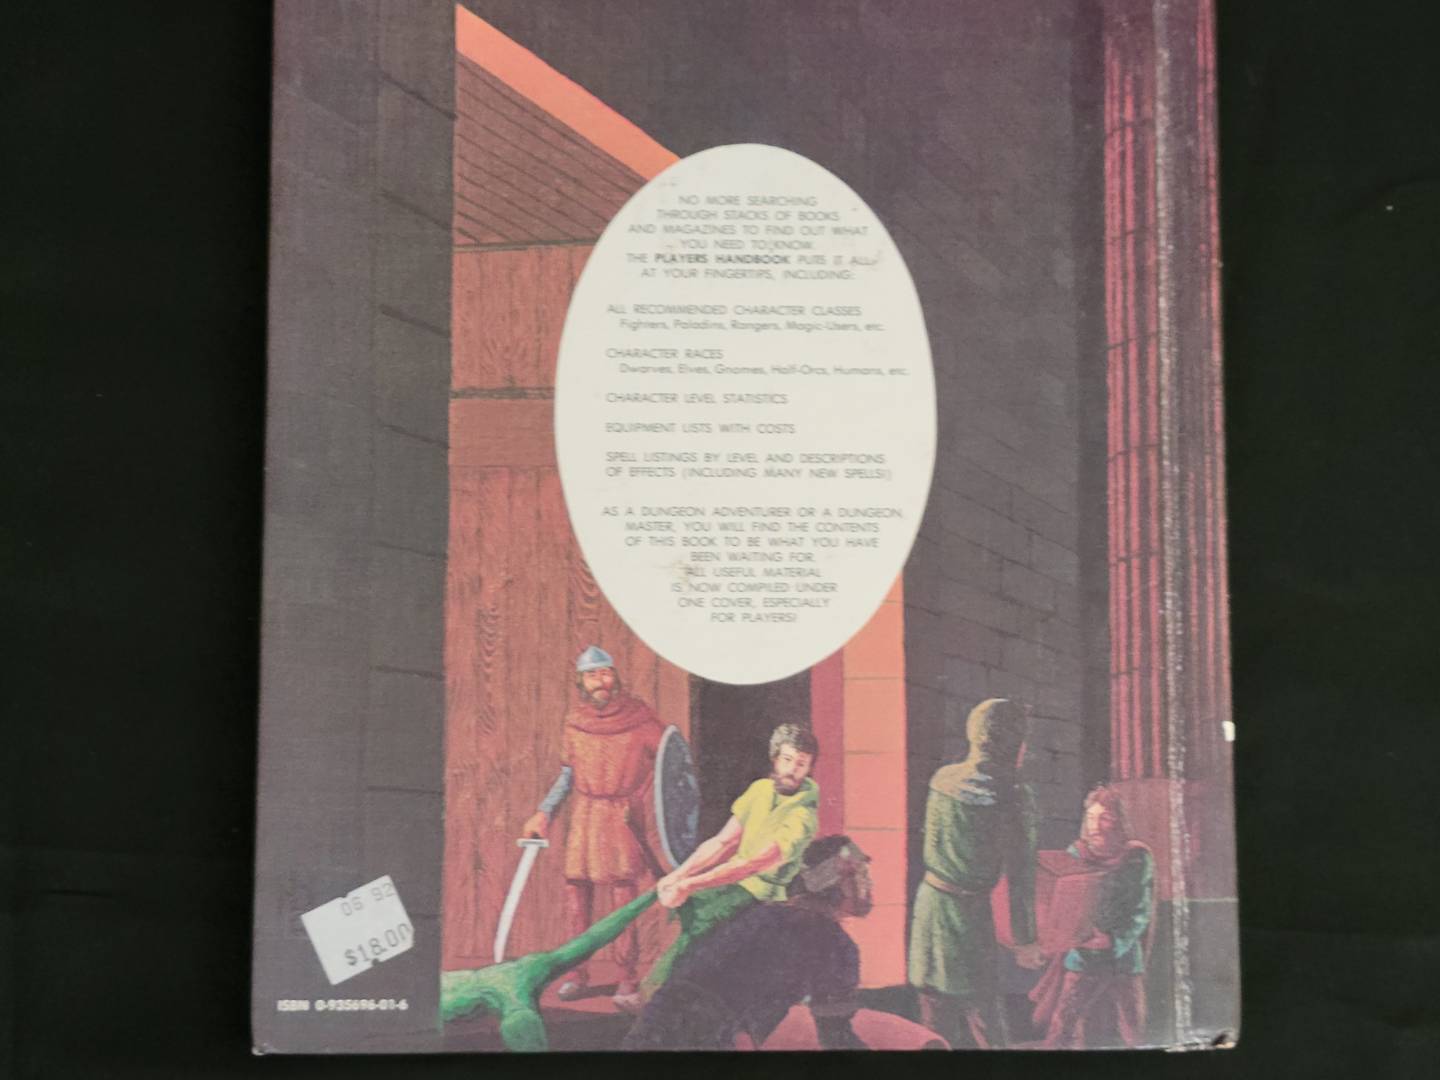 NO MORE SEARCHING
THROUGH STACKS OF BOOKS
AND MAGAZINES TO FIND OUT WHAT
YOU NEED TO KNOW.
THE PLAYERS HANDBOOK PUTS IT ALL
AT YOUR FINGERTIPS, INCLUDING:
ALL RECOMMENDED CHARACTER CLASSES
Fighters, Paladins, Rangers, Magic-Users, etc.
CHARACTER RACES
Dwarves, Elves, Gnomes, Half-Orcs, Humans, etc.
CHARACTER LEVEL STATISTICS
EQUIPMENT LISTS WITH COSTS
SPELL LISTINGS BY LEVEL AND DESCRIPTIONS
OF EFFECTS (INCLUDING MANY NEW SPELLS!)
AS A DUNGEON ADVENTURER OR A DUNGEON
MASTER, YOU WILL FIND THE CONTENTS
OF THIS BOOK TO BE WHAT YOU HAVE
BEEN WAITING FOR.
ALL USEFUL MATERIAL
IS NOW COMPILED UNDER
ONE COVER, ESPECIALLY
FOR PLAYERS!
06 92
$18.00
ISBN 0-935696-01-6